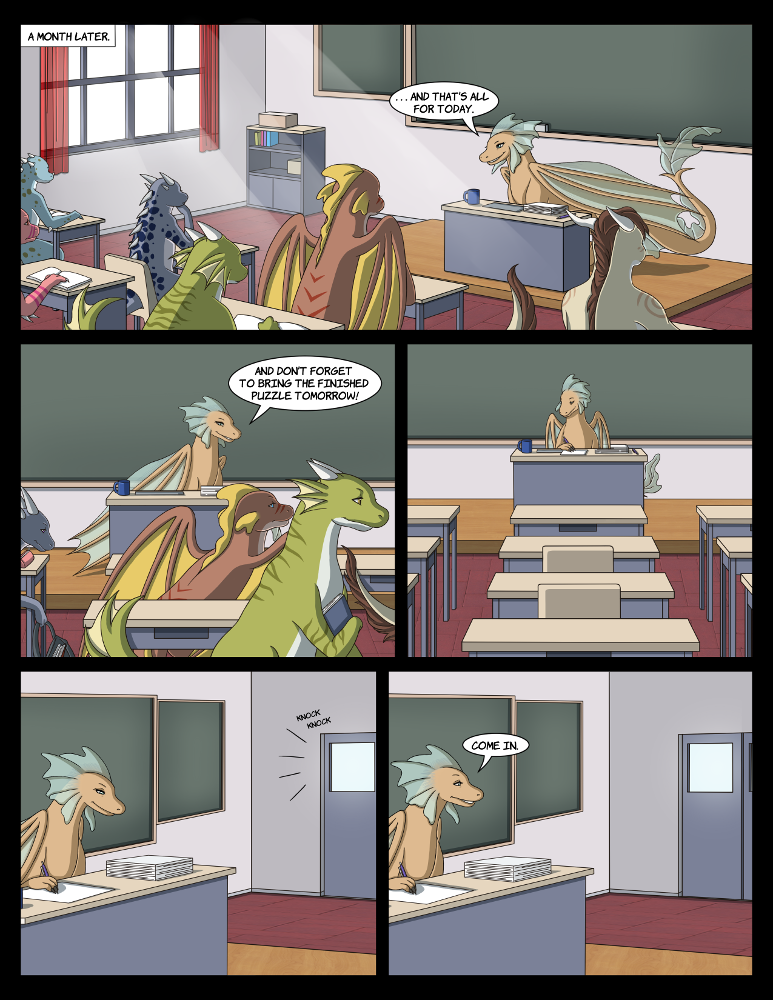 A MONTH LATER.
...AND THAT'S ALL
FOR TODAY.
AND DON'T FORGET
TO BRING THE FINISHED
PUZZLE TOMORROW!
KNOCK
KNOCK
COME IN.